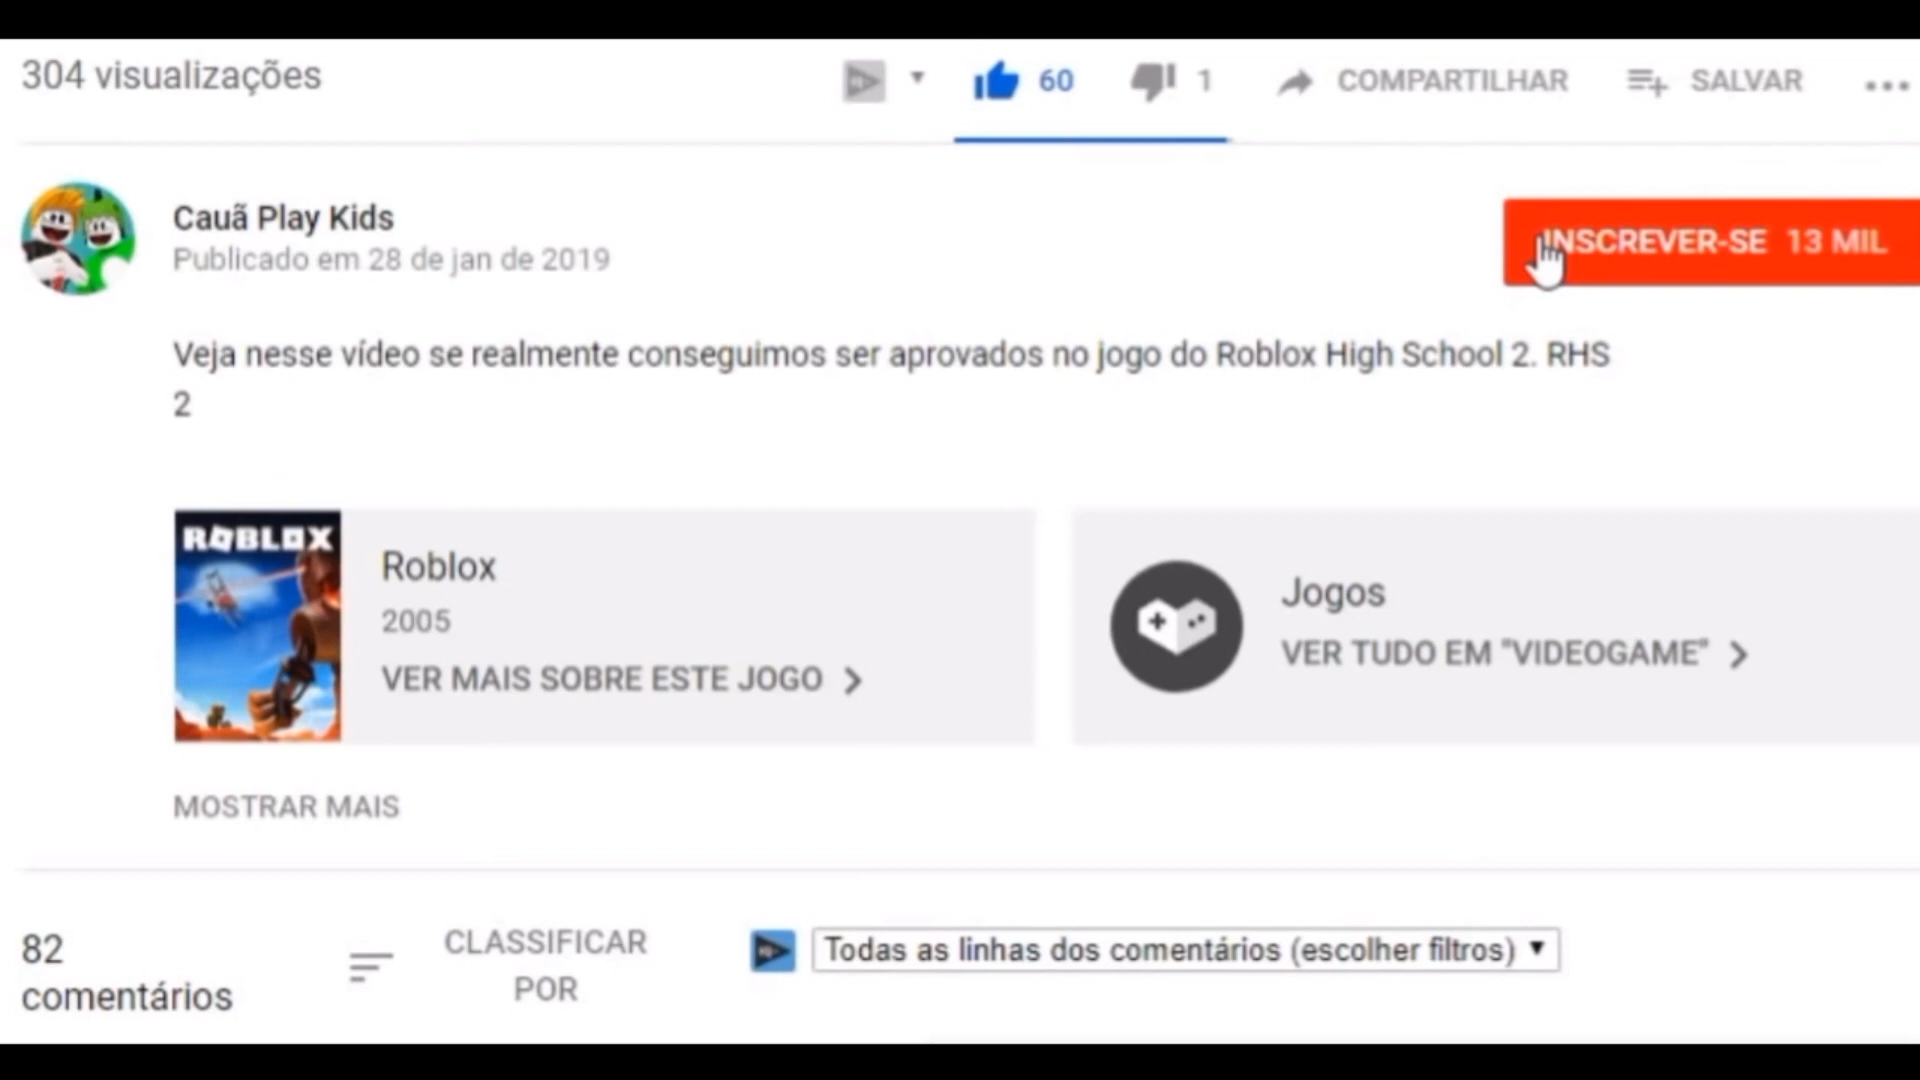 304 visualizações
60
1
COMPARTILHAR
SALVAR
Cauã Play Kids
Publicado em 28 de jan de 2019
INSCREVER-SE 13 MIL
Veja nesse vídeo se realmente conseguimos ser aprovados no jogo do Roblox High School 2. RHS
2
ROBLOX
Roblox
2005
VER MAIS SOBRE ESTE JOGO
Jogos
VER TUDO EM "VIDEOGAME"
MOSTRAR MAIS
82
comentários
CLASSIFICAR
POR
Todas as linhas dos comentários (escolher filtros)